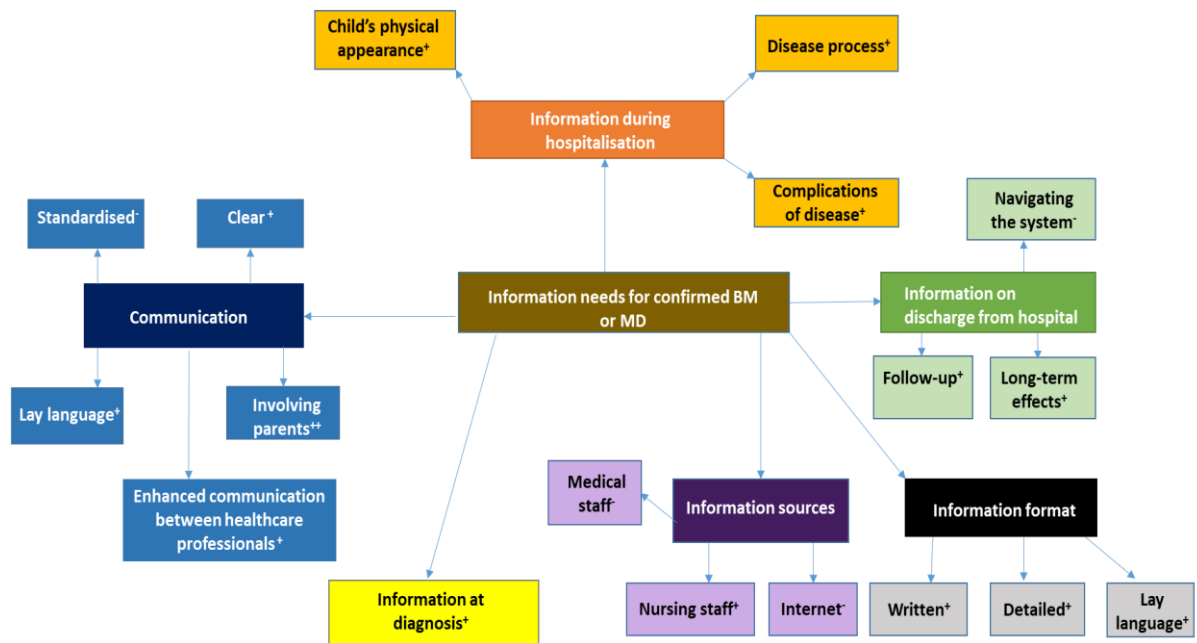 Child's physical
appearance⁺
Disease process⁺
Information during
hospitalisation
Complications
of disease⁺
Navigating
the system⁻
Standardised⁻
Clear ⁺
Communication
Information needs for confirmed BM
or MD
Information on
discharge from hospital
Lay language⁺
Involving
parents⁺⁺
Follow-up⁺
Long-term
effects⁺
Enhanced communication
between healthcare
professionals ⁺
Medical
staff⁻
Information sources
Information format
Information at
diagnosis⁺
Nursing staff⁺
Internet⁻
Written⁺
Detailed⁺
Lay
language⁺